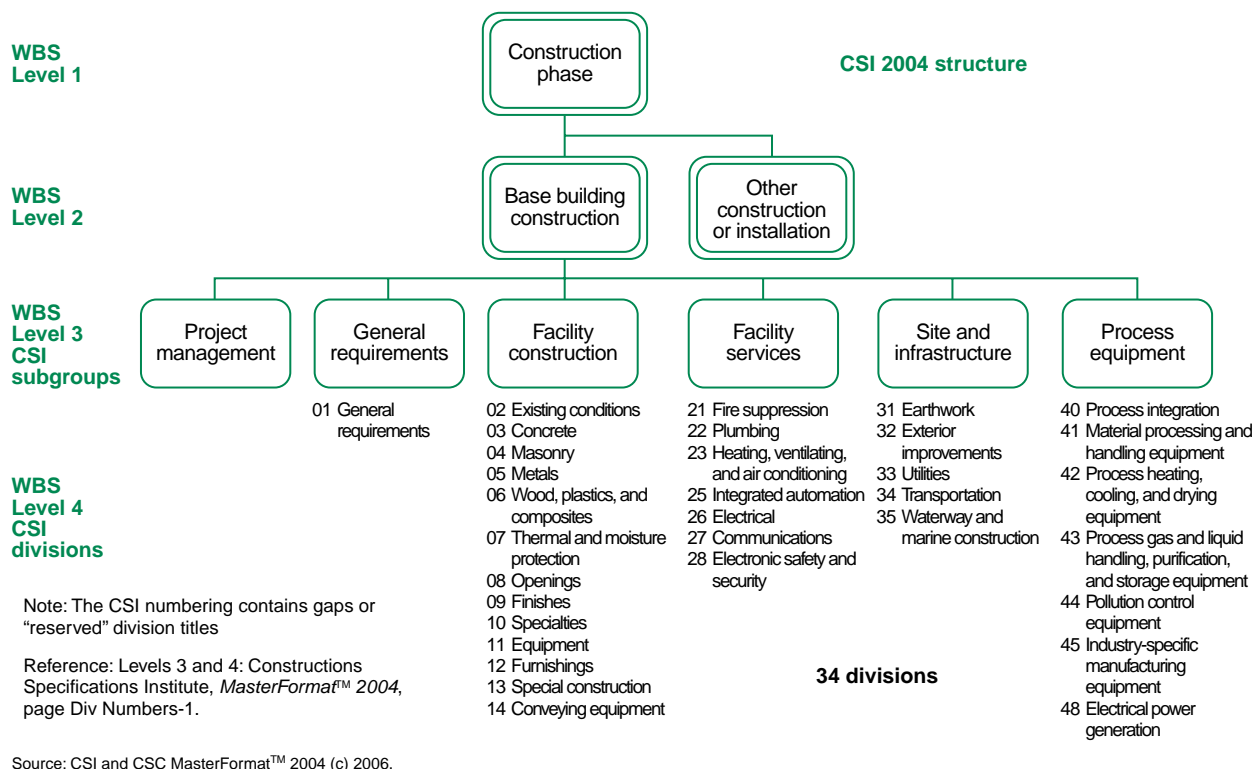 WBS
Level 1
Construction
phase
CSI 2004 structure
WBS
Level 2
Base building
construction
Other
construction
or installation
WBS
Level 3
CSI
subgroups
Project
management
General
requirements
Facility
construction
Facility
services
Site and
infrastructure
Process
equipment
WBS
Level 4
CSI
divisions
01 General
requirements
02 Existing conditions
03 Concrete
04 Masonry
05 Metals
06 Wood, plastics, and
composites
07 Thermal and moisture
protection
08 Openings
09 Finishes
10 Specialties
11 Equipment
12 Furnishings
13 Special construction
14 Conveying equipment
21 Fire suppression
22 Plumbing
23 Heating, ventilating,
and air conditioning
25 Integrated automation
26 Electrical
27 Communications
28 Electronic safety and
security
31 Earthwork
32 Exterior
improvements
33 Utilities
34 Transportation
35 Waterway and
marine construction
40 Process integration
41 Material processing and
handling equipment
42 Process heating,
cooling, and drying
equipment
43 Process gas and liquid
handling, purification,
and storage equipment
44 Pollution control
equipment
45 Industry-specific
manufacturing
equipment
48 Electrical power
generation
34 divisions
Note: The CSI numbering contains gaps or
“reserved” division titles
Reference: Levels 3 and 4: Constructions
Specifications Institute, MasterFormat™ 2004,
page Div Numbers-1.
Source: CSI and CSC MasterFormat™ 2004 (c) 2006.